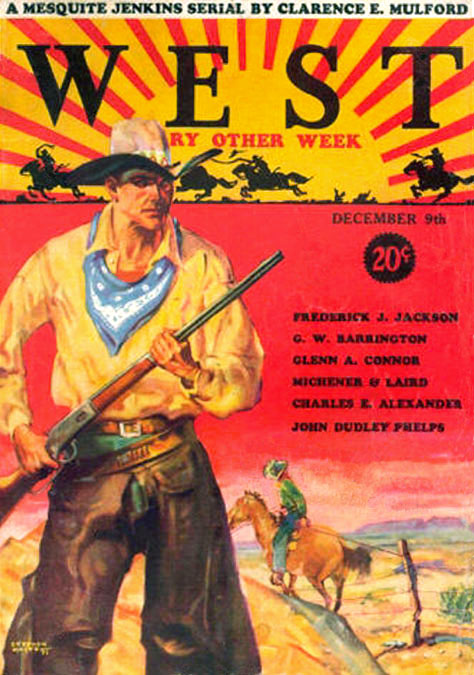 A MESQUITE JENKINS SERIAL BY CLARENCE E. MULFORD
WEST
RY OTHER WEEK
DECEMBER 9th
20¢
FREDERICK J. JACKSON
G. W. BARRINGTON
GLENN A. CONNOR
MICHENER & LAIRD
CHARLES E. ALEXANDER
JOHN DUDLEY PHELPS